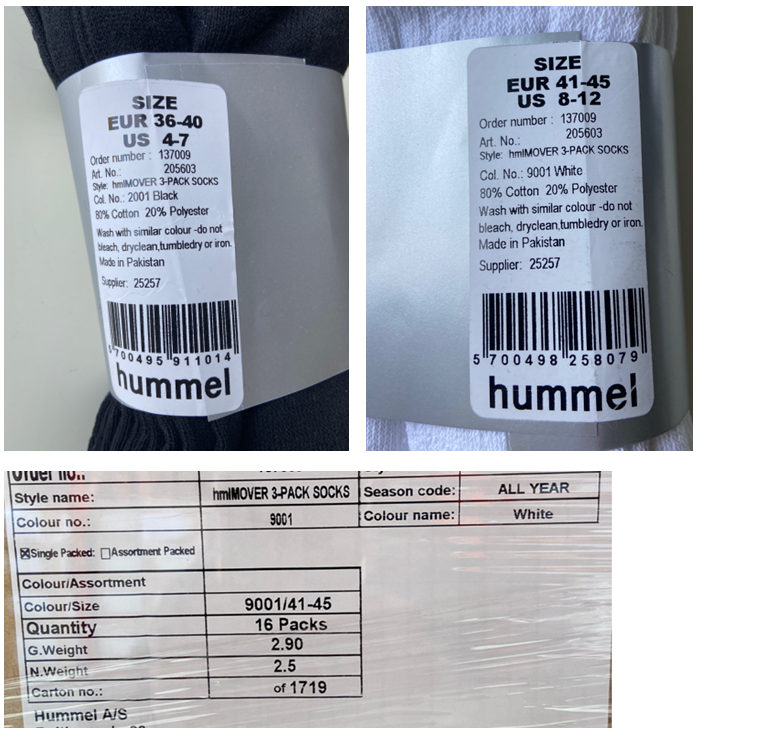 SIZE
EUR 36-40
US 4-7
Order number : 137009
Art. No.: 205603
Style: hmlMOVER 3-PACK SOCKS
Col. No.: 2001 Black
80% Cotton 20% Polyester
Wash with similar colour -do not
bleach, dryclean,tumbledry or iron.
Made in Pakistan
Supplier: 25257
5 700495 911014
hummel
SIZE
EUR 41-45
US 8-12
Order number : 137009
Art. No.: 205603
Style: hmlMOVER 3-PACK SOCKS
Col. No.: 9001 White
80% Cotton 20% Polyester
Wash with similar colour -do not
bleach, dryclean,tumbledry or iron.
Made in Pakistan
Supplier: 25257
5 700498 258079
hummel
Order no.:
Style name: hmlMOVER 3-PACK SOCKS Season code: ALL YEAR
Colour no.: 9001 Colour name: White
Single Packed: Assortment Packed
Colour/Assortment
Colour/Size 9001/41-45
Quantity 16 Packs
G.Weight 2.90
N.Weight 2.5
Carton no.: of 1719
Hummel A/S